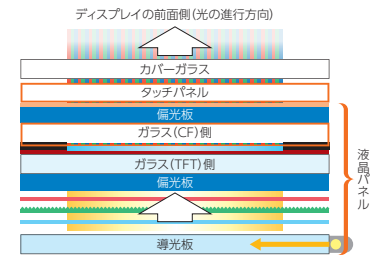 ディスプレイの前面側（光の進行方向）
カバーガラス
タッチパネル
偏光板
ガラス（CF）側
ガラス（TFT）側
偏光板
導光板
液晶パネル